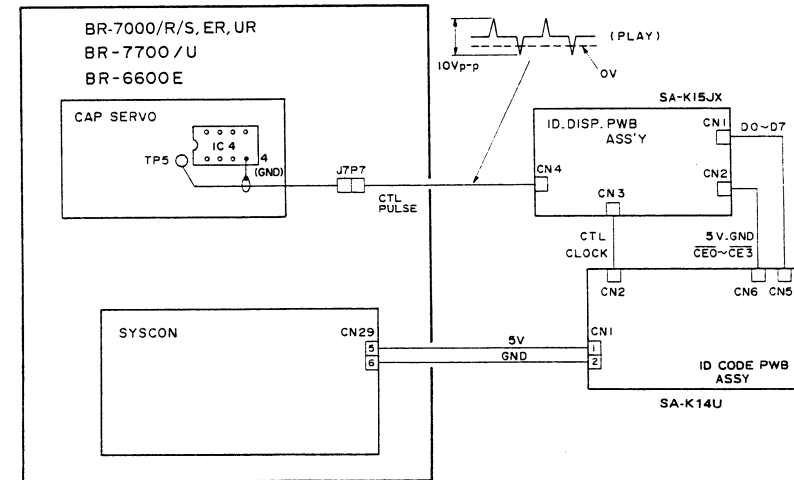 BR-7000/R/S, ER, UR
BR-7700/U
BR-6600E
10Vp-p
(PLAY)
0V
CAP SERVO
IC 4
TP5
4
(GND)
J7P7
CTL
PULSE
SA-K15JX
ID.DISP.PWB
ASS'Y
CN1
D0~D7
CN2
CN4
CN3
CTL
CLOCK
5V.GND
CE0~CE3
CN2
CN6
CN5
SYSCON
CN29
5
6
5V
GND
CN1
1
2
ID CODE PWB
ASSY
SA-K14U